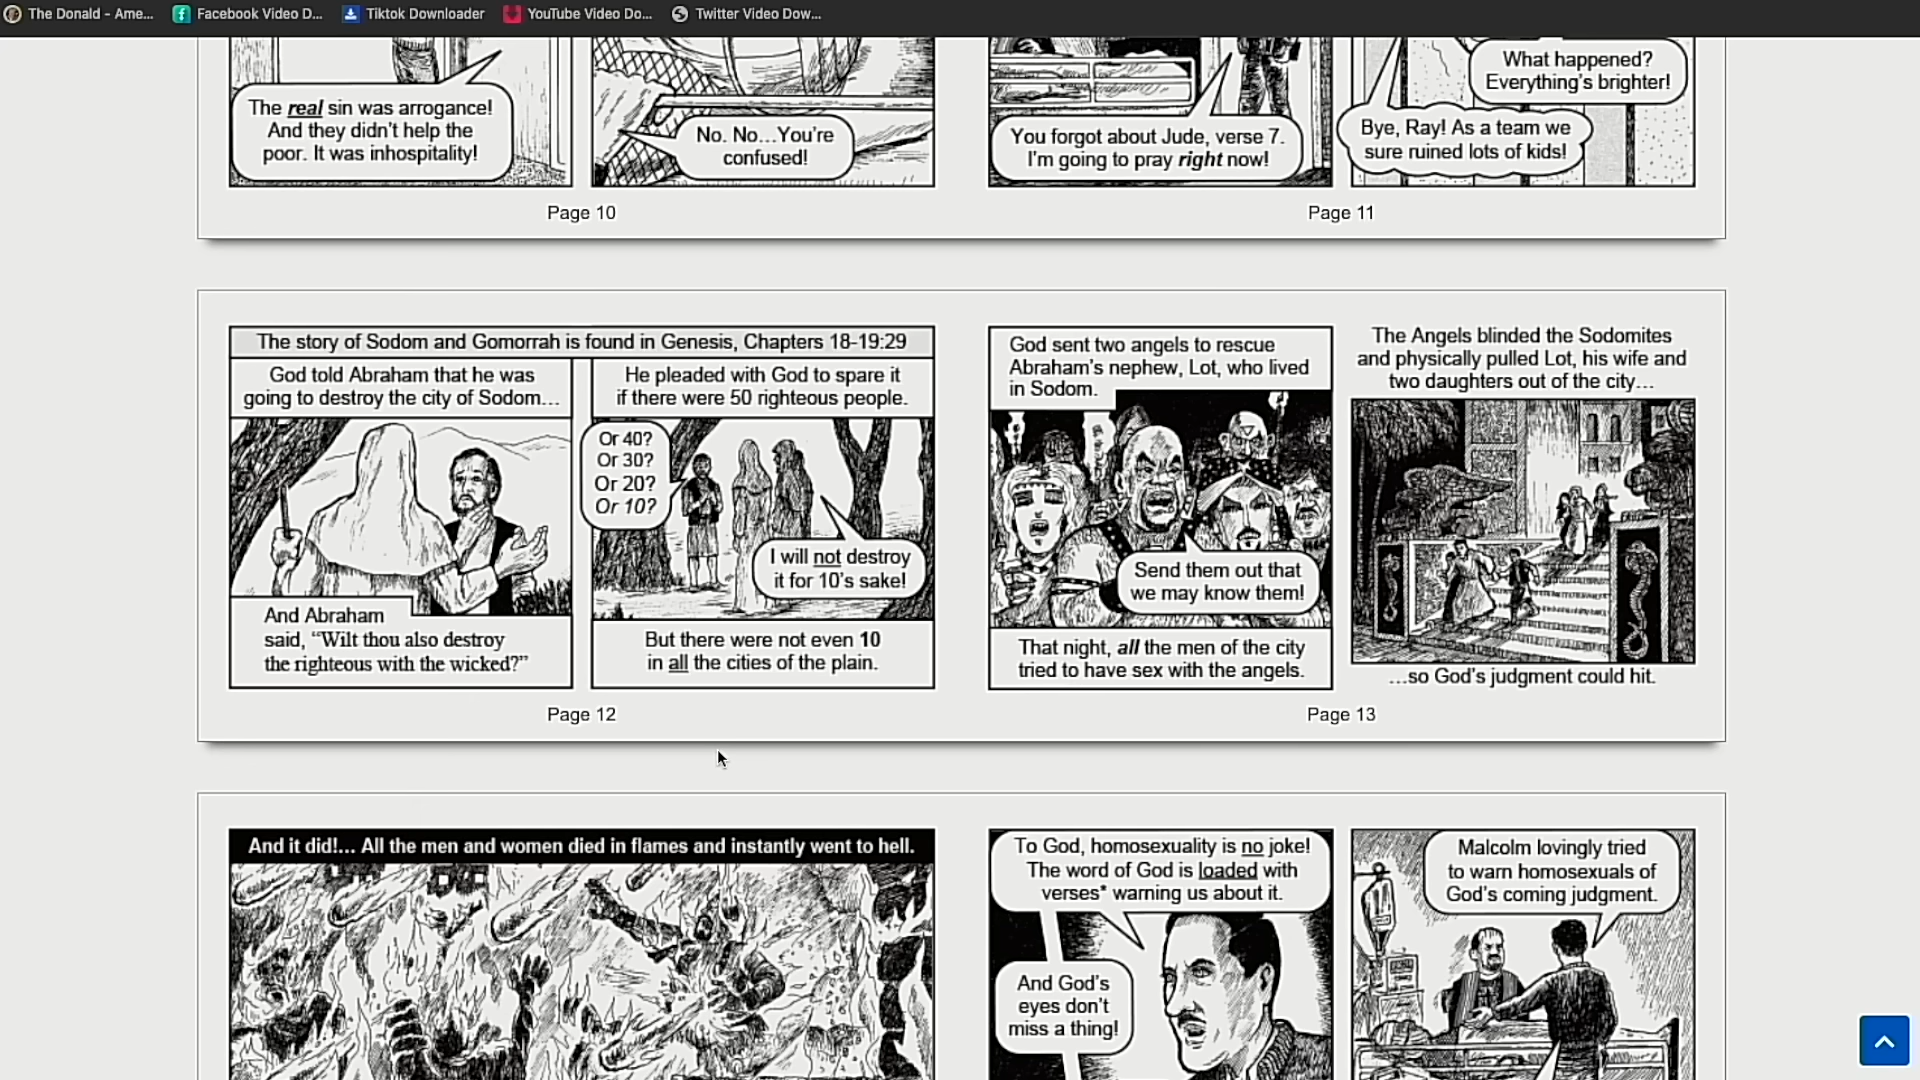 The Donald - Ame...
Facebook Video D...
Tiktok Downloader
YouTube Video Do...
Twitter Video Dow...
The real sin was arrogance!
And they didn't help the
poor. It was inhospitality!
No. No...You're
confused!
Page 10
You forgot about Jude, verse 7.
I'm going to pray right now!
What happened?
Everything's brighter!
Bye, Ray! As a team we
sure ruined lots of kids!
Page 11
The story of Sodom and Gomorrah is found in Genesis, Chapters 18-19:29
God told Abraham that he was
going to destroy the city of Sodom...
And Abraham
said, “Wilt thou also destroy
the righteous with the wicked?”
He pleaded with God to spare it
if there were 50 righteous people.
Or 40?
Or 30?
Or 20?
Or 10?
I will not destroy
it for 10's sake!
But there were not even 10
in all the cities of the plain.
Page 12
God sent two angels to rescue
Abraham's nephew, Lot, who lived
in Sodom.
Send them out that
we may know them!
That night, all the men of the city
tried to have sex with the angels.
The Angels blinded the Sodomites
and physically pulled Lot, his wife and
two daughters out of the city...
...so God's judgment could hit.
Page 13
And it did!... All the men and women died in flames and instantly went to hell.
To God, homosexuality is no joke!
The word of God is loaded with
verses* warning us about it.
And God's
eyes don't
miss a thing!
Malcolm lovingly tried
to warn homosexuals of
God's coming judgment.